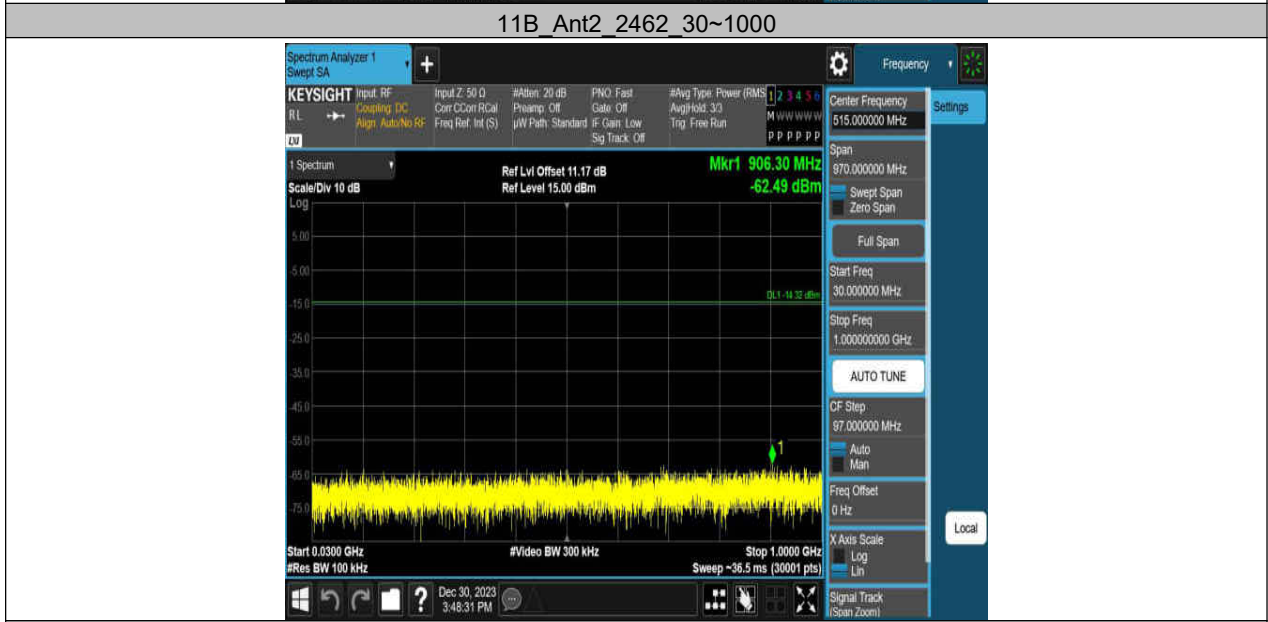 11B_Ant2_2462_30~1000
Spectrum Analyzer 1
Swept SA
+
Frequency
KEYSIGHT
RL
LXI
Input: RF
Coupling: DC
Align: Auto/No RF
Input Z: 50 Ω
Corr CCorr RCal
Freq Ref: Int (S)
#Atten: 20 dB
Preamp: Off
µW Path: Standard
PNO: Fast
Gate: Off
IF Gain: Low
Sig Track: Off
#Avg Type: Power (RMS
Avg|Hold: 3/3
Trig: Free Run
1 2 3 4 5 6
M W W W W W
P P P P P P
1 Spectrum
Scale/Div 10 dB
Log
Ref Lvl Offset 11.17 dB
Ref Level 15.00 dBm
Mkr1 906.30 MHz
-62.49 dBm
5.00
-5.00
-15.0
-25.0
-35.0
-45.0
-55.0
-65.0
-75.0
DL1 -14.32 dBm
1
Start 0.0300 GHz
#Res BW 100 kHz
#Video BW 300 kHz
Stop 1.0000 GHz
Sweep ~36.5 ms (30001 pts)
Center Frequency
515.000000 MHz
Settings
Span
970.000000 MHz
Swept Span
Zero Span
Full Span
Start Freq
30.000000 MHz
Stop Freq
1.000000000 GHz
AUTO TUNE
CF Step
97.000000 MHz
Auto
Man
Freq Offset
0 Hz
X Axis Scale
Log
Lin
Local
Signal Track
(Span Zoom)
?
Dec 30, 2023
3:48:31 PM